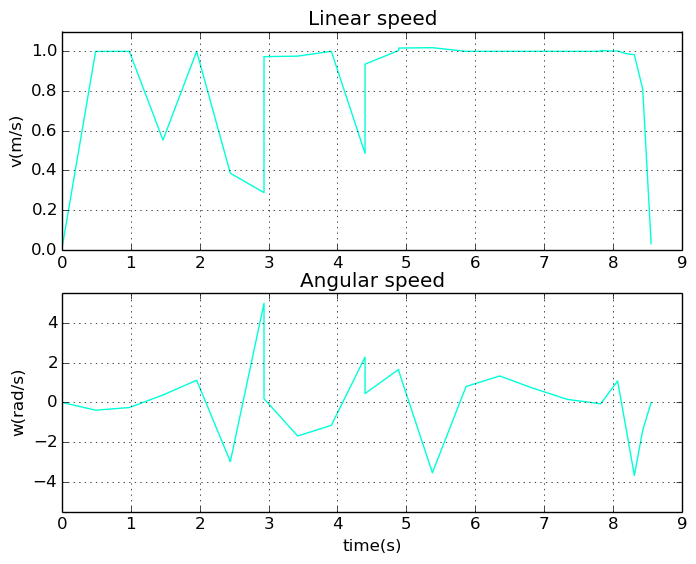 Linear speed
v(m/s)
1.0
0.8
0.6
0.4
0.2
0.0
0 1 2 3 4 5 6 7 8 9
Angular speed
w(rad/s)
4
2
0
−2
−4
0 1 2 3 4 5 6 7 8 9
time(s)